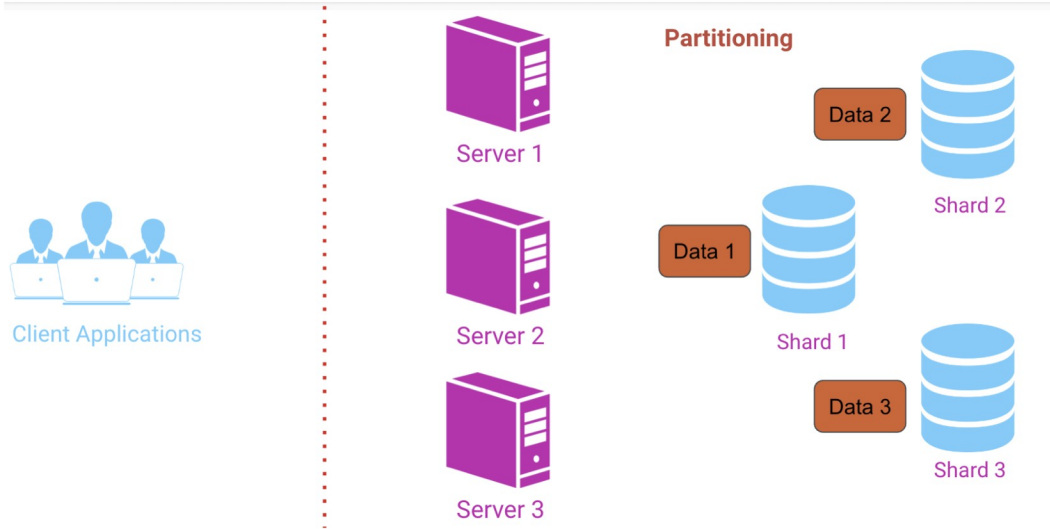 Partitioning
Server 1
Data 2
Shard 2
Client Applications
Server 2
Data 1
Shard 1
Server 3
Data 3
Shard 3